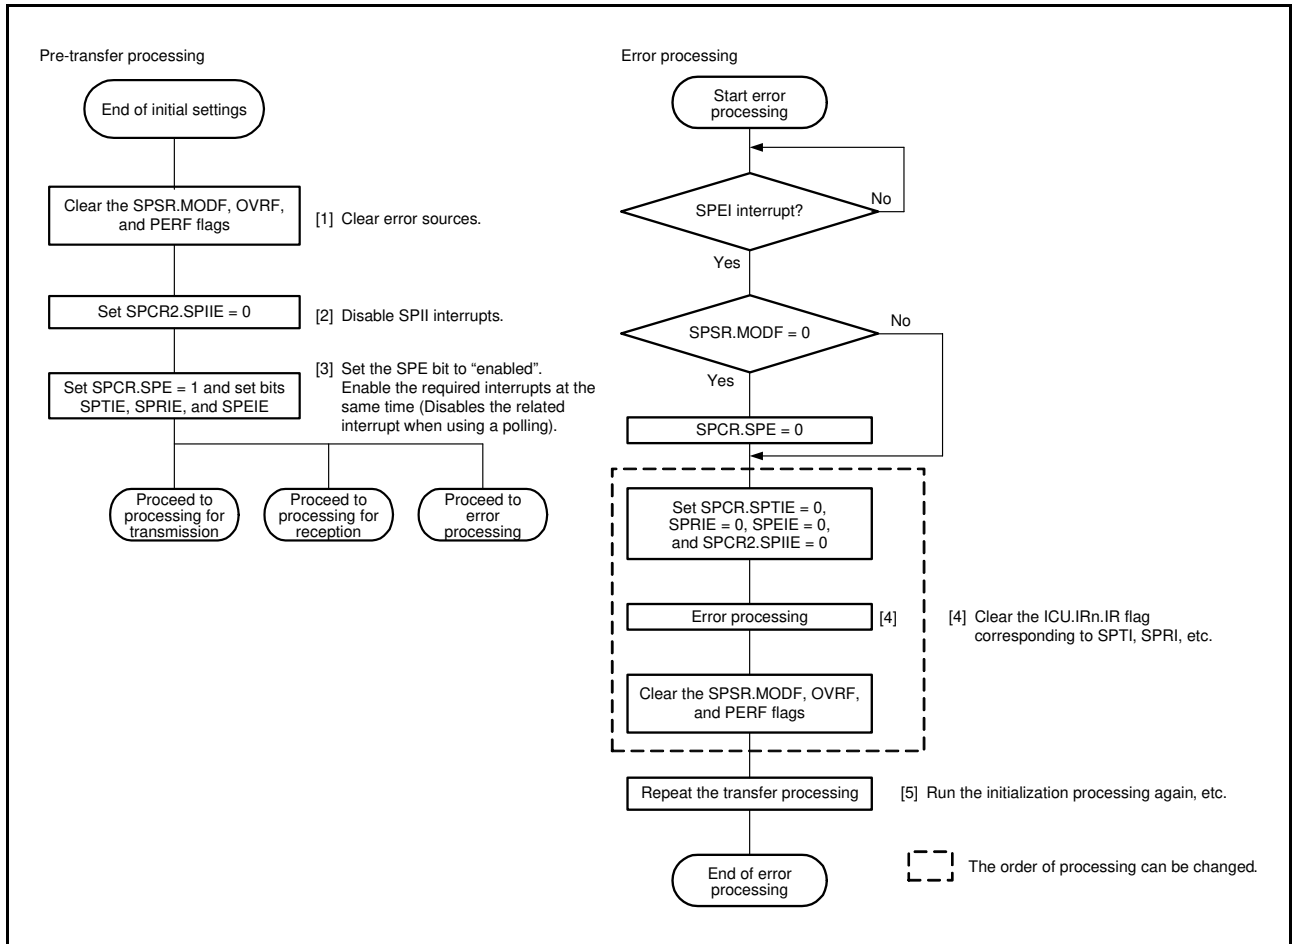 Pre-transfer processing
End of initial settings
Clear the SPSR.MODF, OVRF,
and PERF flags
[1] Clear error sources.
Set SPCR2.SPIIE = 0
[2] Disable SPII interrupts.
Set SPCR.SPE = 1 and set bits
SPTIE, SPRIE, and SPEIE
[3] Set the SPE bit to “enabled”.
Enable the required interrupts at the
same time (Disables the related
interrupt when using a polling).
Proceed to
processing for
transmission
Proceed to
processing for
reception
Proceed to
error
processing
Error processing
Start error
processing
SPEI interrupt?
No
Yes
SPSR.MODF = 0
No
Yes
SPCR.SPE = 0
Set SPCR.SPTIE = 0,
SPRIE = 0, SPEIE = 0,
and SPCR2.SPIIE = 0
Error processing
[4]
[4] Clear the ICU.IRn.IR flag
corresponding to SPTI, SPRI, etc.
Clear the SPSR.MODF, OVRF,
and PERF flags
Repeat the transfer processing
[5] Run the initialization processing again, etc.
End of error
processing
The order of processing can be changed.